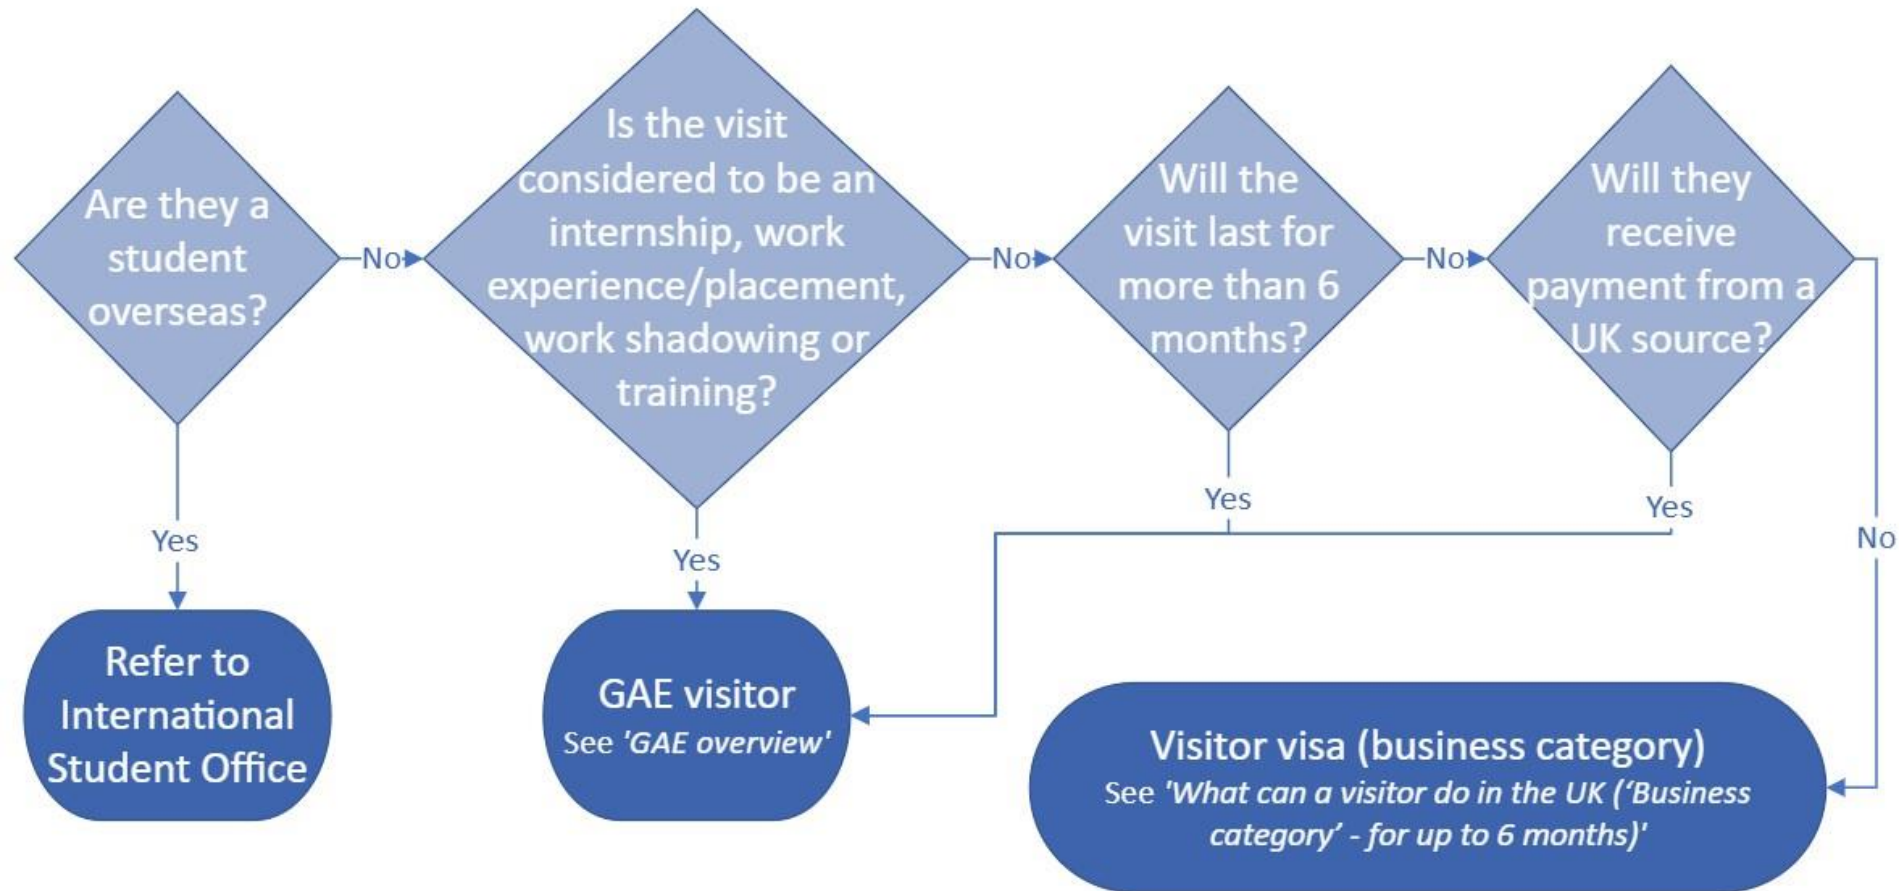 Are they a
student
overseas?
No
Is the visit
considered to be an
internship, work
experience/placement,
work shadowing or
training?
No
Will the
visit last for
more than 6
months?
No
Will they
receive
payment from a
UK source?
Yes
Yes
Yes
Yes
No
Refer to
International
Student Office
GAE visitor
See 'GAE overview'
Visitor visa (business category)
See 'What can a visitor do in the UK (‘Business
category’ - for up to 6 months)'